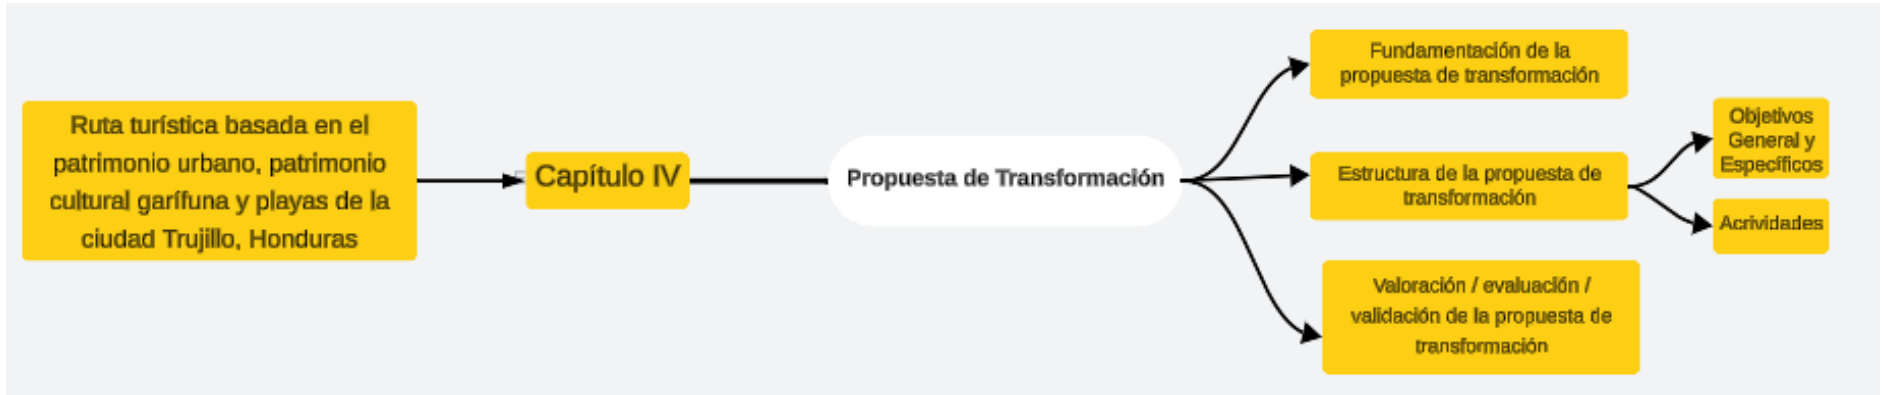 Ruta turística basada en el
patrimonio urbano, patrimonio
cultural garífuna y playas de la
ciudad Trujillo, Honduras
Capítulo IV
Propuesta de Transformación
Fundamentación de la
propuesta de transformación
Estructura de la propuesta de
transformación
Objetivos
General y
Específicos
Acrividades
Valoración / evaluación /
validación de la propuesta de
transformación